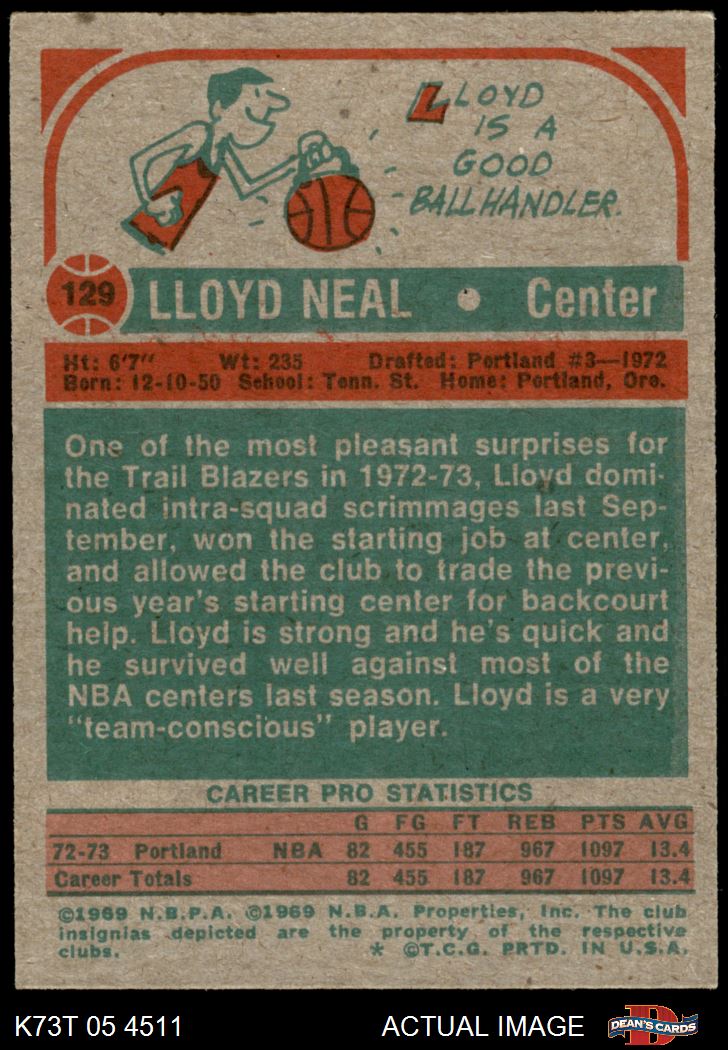 LLOYD
IS A
GOOD
BALL HANDLER.
129 LLOYD NEAL • Center
Ht: 6'7" Wt: 235 Drafted: Portland #3—1972
Born: 12-10-50 School: Tenn. St. Home: Portland, Ore.
One of the most pleasant surprises for
the Trail Blazers in 1972-73, Lloyd domi-
nated intra-squad scrimmages last Sep-
tember, won the starting job at center,
and allowed the club to trade the previ-
ous year's starting center for backcourt
help. Lloyd is strong and he's quick and
he survived well against most of the
NBA centers last season. Lloyd is a very
"team-conscious" player.
CAREER PRO STATISTICS
G FG FT REB PTS AVG
72-73 Portland NBA 82 455 187 967 1097 13.4
Career Totals 82 455 187 967 1097 13.4
©1969 N.B.P.A. ©1969 N.B.A. Properties, Inc. The club
insignias depicted are the property of the respective
clubs. * ©T.C.G. PRTD. IN U.S.A.
K73T 05 4511 ACTUAL IMAGE D DEAN'S CARDS